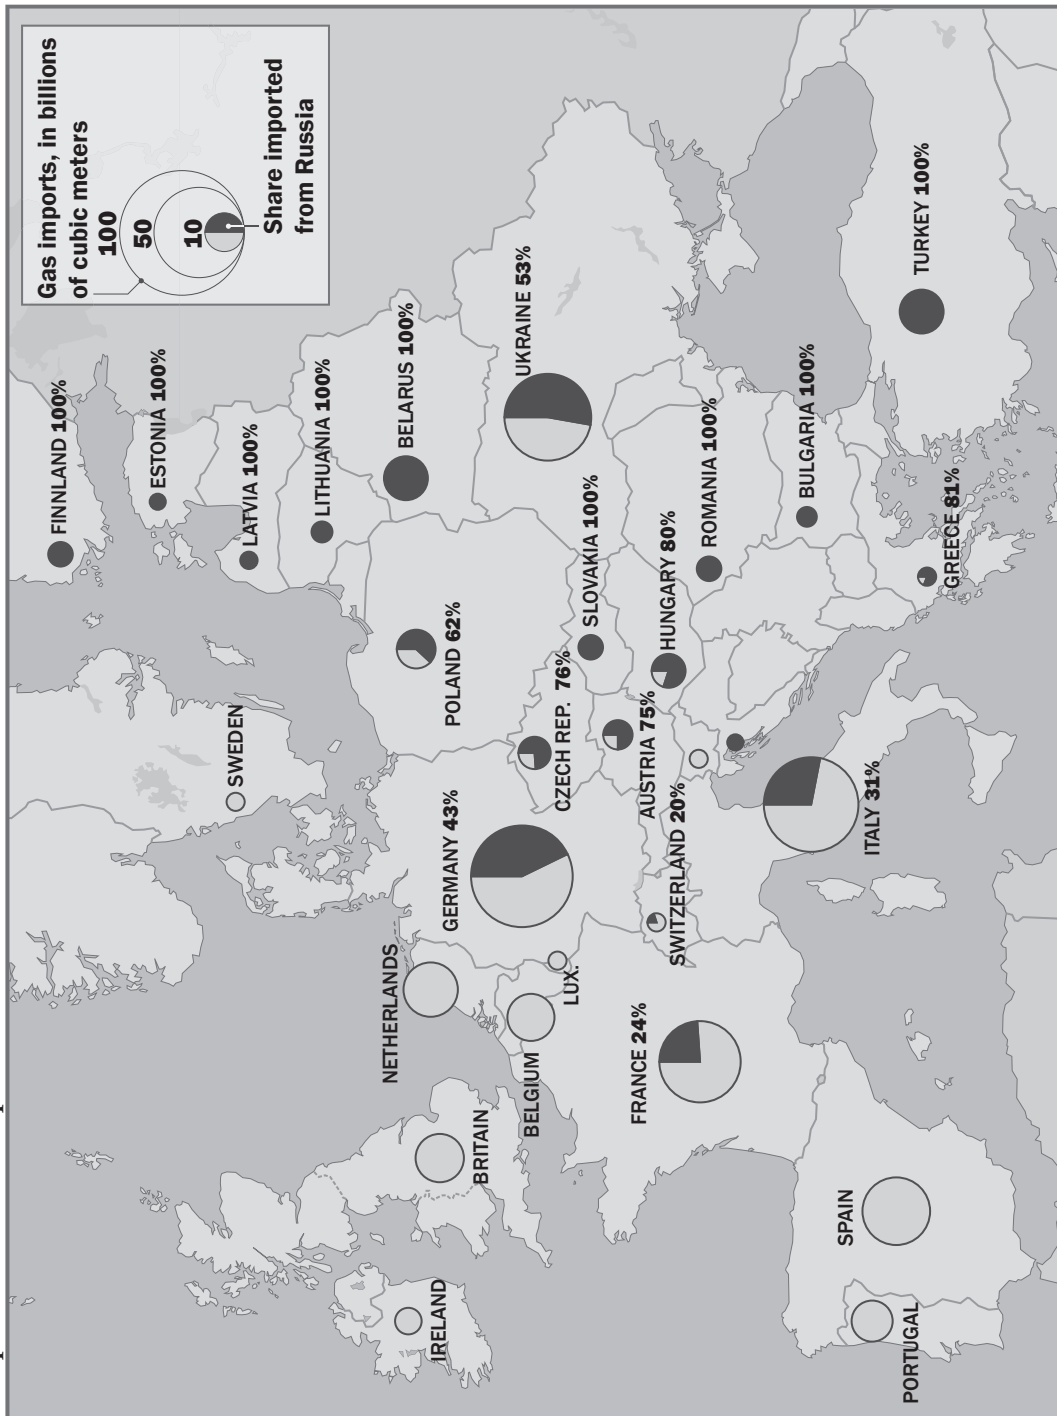 Gas imports, in billions
of cubic meters
100
50
10
Share imported
from Russia
FINNLAND 100%
ESTONIA 100%
LATVIA 100%
LITHUANIA 100%
BELARUS 100%
UKRAINE 53%
SWEDEN
POLAND 62%
SLOVAKIA 100%
CZECH REP. 76%
HUNGARY 80%
ROMANIA 100%
BULGARIA 100%
TURKEY 100%
GREECE 81%
GERMANY 43%
AUSTRIA 75%
SWITZERLAND 20%
ITALY 31%
NETHERLANDS
LUX.
BELGIUM
FRANCE 24%
BRITAIN
IRELAND
SPAIN
PORTUGAL